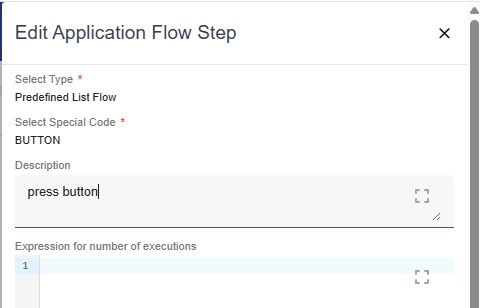 Edit Application Flow Step
Select Type *
Predefined List Flow
Select Special Code *
BUTTON
Description
press button
Expression for number of executions
1